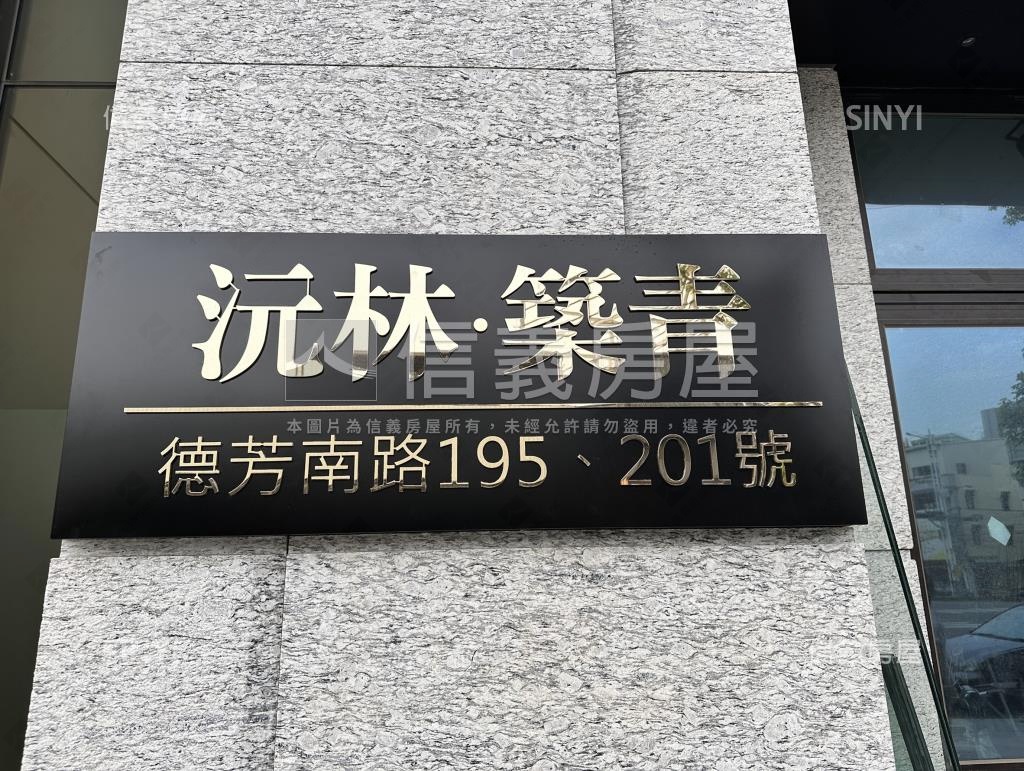 SINYI
沅林·築青
信義房屋
本圖片為信義房屋所有，未經允許請勿盜用，違者必究
德芳南路195、201號